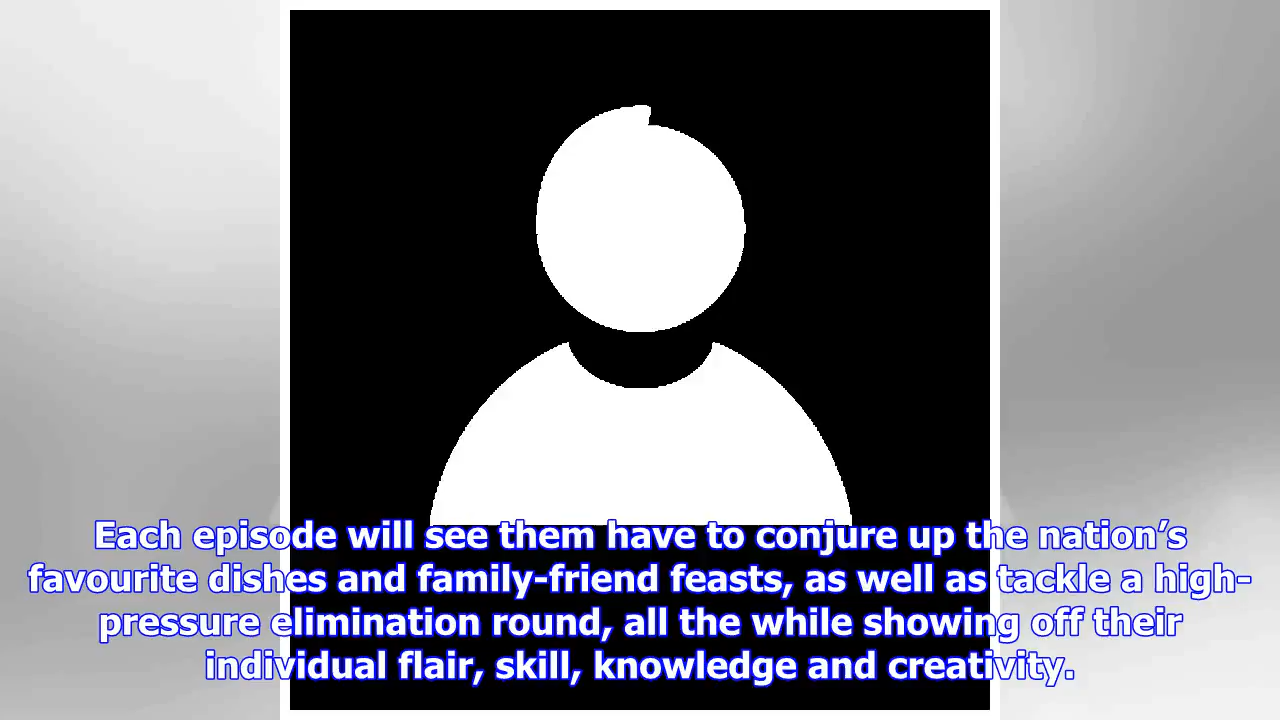 Each episode will see them have to conjure up the nation’s
favourite dishes and family-friend feasts, as well as tackle a high-
pressure elimination round, all the while showing off their
individual flair, skill, knowledge and creativity.